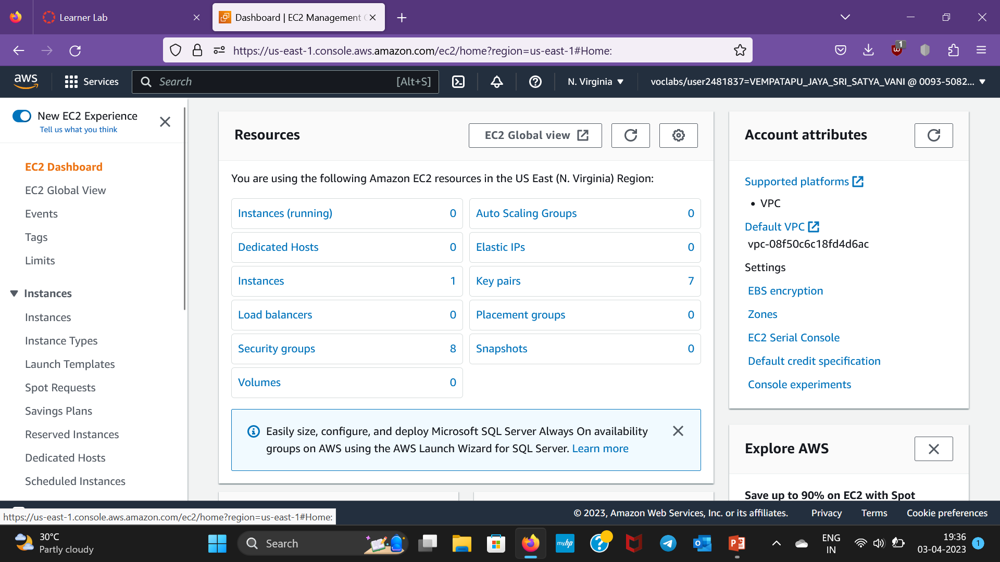 Learner Lab
Dashboard | EC2 Management C
https://us-east-1.console.aws.amazon.com/ec2/home?region=us-east-1#Home:
1
aws
Services
Search
[Alt+S]
N. Virginia
voclabs/user2481837=VEMPATAPU_JAYA_SRI_SATYA_VANI @ 0093-5082...
New EC2 Experience
Tell us what you think
EC2 Dashboard
EC2 Global View
Events
Tags
Limits
Instances
Instances
Instance Types
Launch Templates
Spot Requests
Savings Plans
Reserved Instances
Dedicated Hosts
Scheduled Instances
Resources
EC2 Global view
You are using the following Amazon EC2 resources in the US East (N. Virginia) Region:
Instances (running) 0
Auto Scaling Groups 0
Dedicated Hosts 0
Elastic IPs 0
Instances 1
Key pairs 7
Load balancers 0
Placement groups 0
Security groups 8
Snapshots 0
Volumes 0
Easily size, configure, and deploy Microsoft SQL Server Always On availability
groups on AWS using the AWS Launch Wizard for SQL Server. Learn more
Account attributes
Supported platforms
• VPC
Default VPC
vpc-08f50c6c18fd4d6ac
Settings
EBS encryption
Zones
EC2 Serial Console
Default credit specification
Console experiments
Explore AWS
Save up to 90% on EC2 with Spot
https://us-east-1.console.aws.amazon.com/ec2/home?region=us-east-1#Home:
© 2023, Amazon Web Services, Inc. or its affiliates.
Privacy
Terms
Cookie preferences
30°C
Partly cloudy
Search
myhp
ENG
IN
19:36
03-04-2023
1